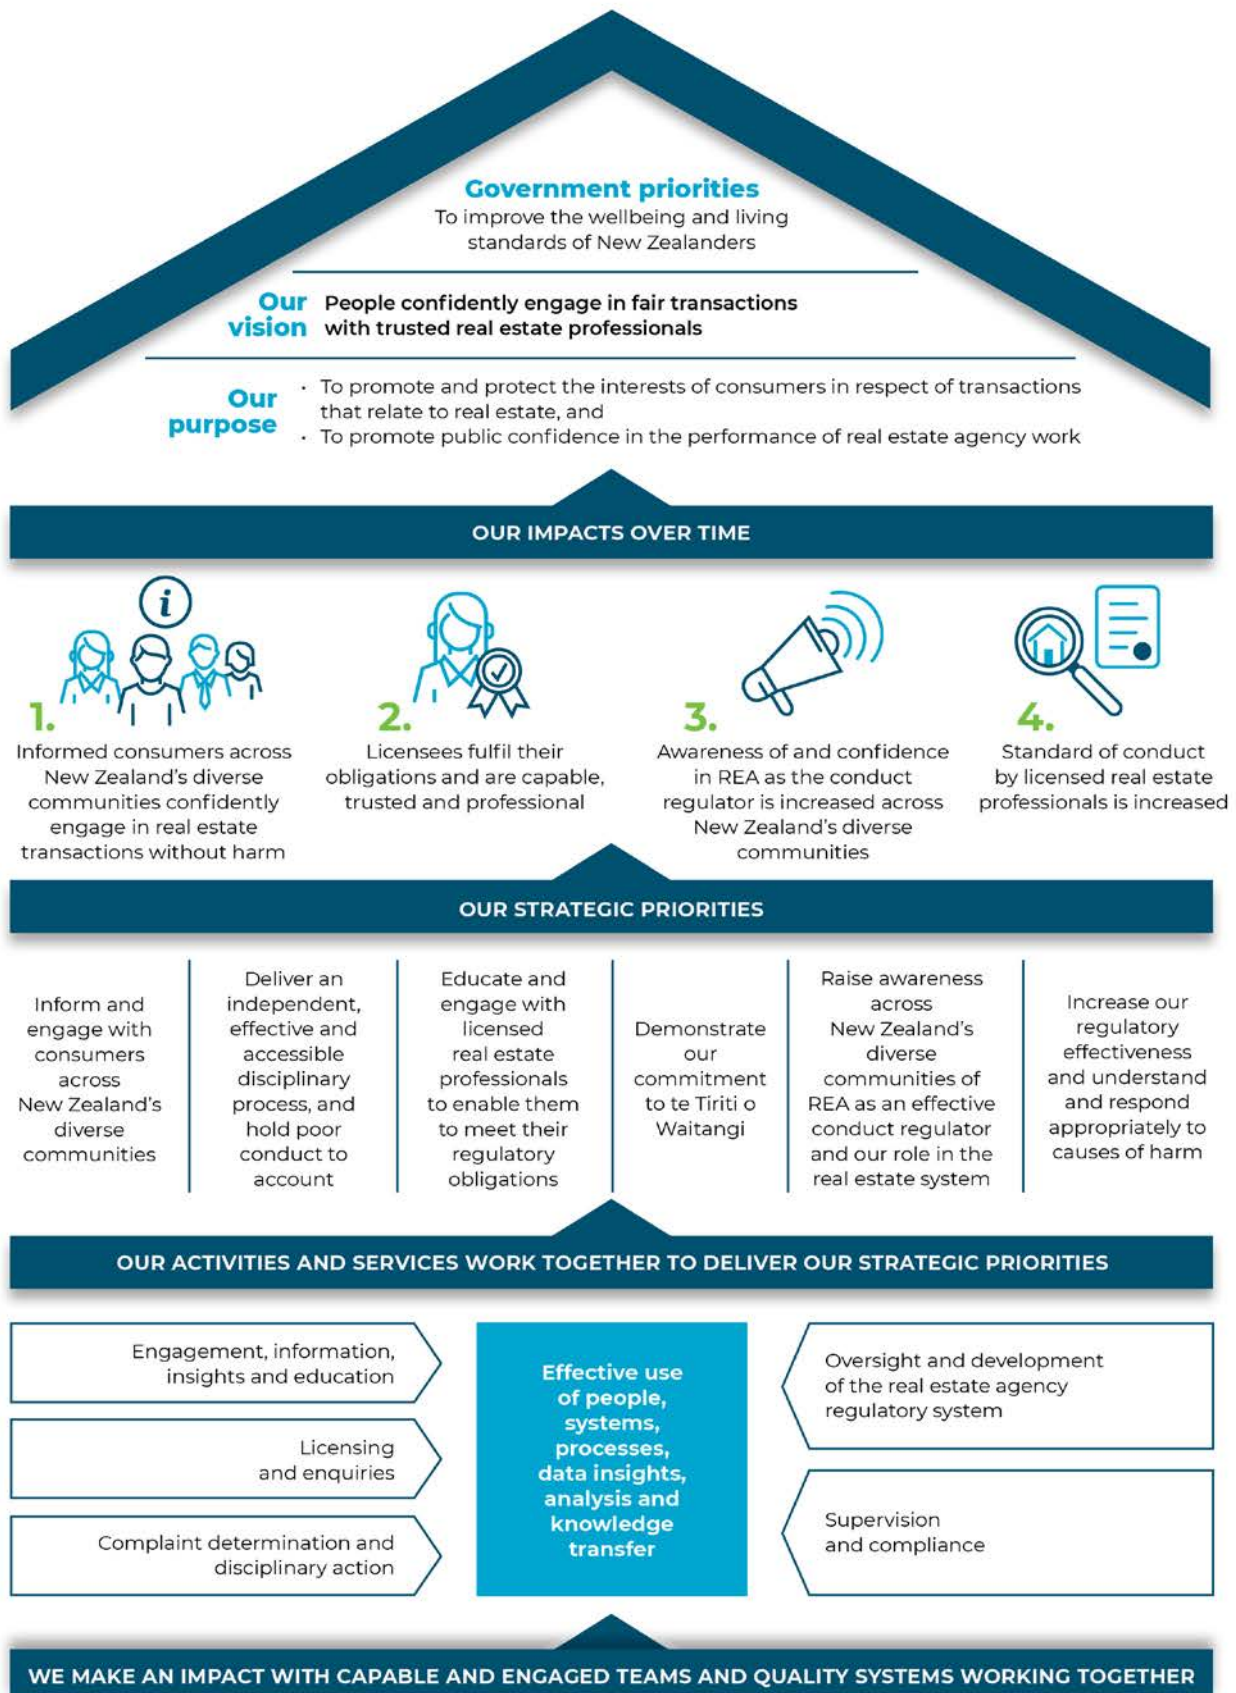 Government priorities
To improve the wellbeing and living
standards of New Zealanders
Our
vision
People confidently engage in fair transactions
with trusted real estate professionals
Our
purpose
• To promote and protect the interests of consumers in respect of transactions
that relate to real estate, and
• To promote public confidence in the performance of real estate agency work
OUR IMPACTS OVER TIME
i
1.
Informed consumers across
New Zealand's diverse
communities confidently
engage in real estate
transactions without harm
2.
Licensees fulfil their
obligations and are capable,
trusted and professional
3.
Awareness of and confidence
in REA as the conduct
regulator is increased across
New Zealand's diverse
communities
4.
Standard of conduct
by licensed real estate
professionals is increased
OUR STRATEGIC PRIORITIES
Inform and
engage with
consumers
across
New Zealand's
diverse
communities
Deliver an
independent,
effective and
accessible
disciplinary
process, and
hold poor
conduct to
account
Educate and
engage with
licensed
real estate
professionals
to enable them
to meet their
regulatory
obligations
Demonstrate
our
commitment
to te Tiriti o
Waitangi
Raise awareness
across
New Zealand's
diverse
communities of
REA as an effective
conduct regulator
and our role in the
real estate system
Increase our
regulatory
effectiveness
and understand
and respond
appropriately to
causes of harm
OUR ACTIVITIES AND SERVICES WORK TOGETHER TO DELIVER OUR STRATEGIC PRIORITIES
Engagement, information,
insights and education
Licensing
and enquiries
Complaint determination and
disciplinary action
Effective use
of people,
systems,
processes,
data insights,
analysis and
knowledge
transfer
Oversight and development
of the real estate agency
regulatory system
Supervision
and compliance
WE MAKE AN IMPACT WITH CAPABLE AND ENGAGED TEAMS AND QUALITY SYSTEMS WORKING TOGETHER